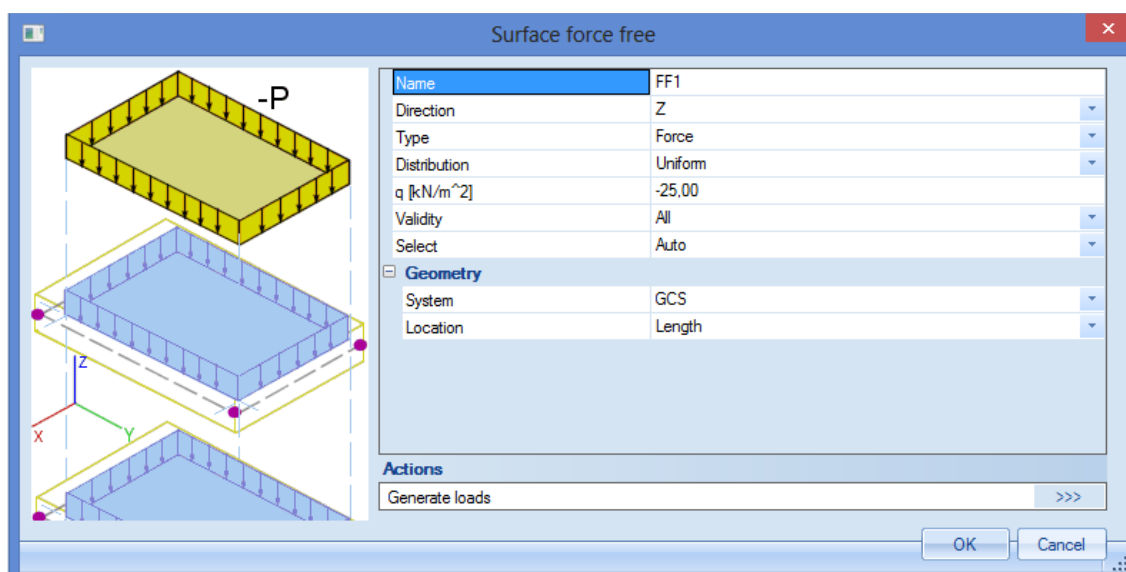 Surface force free
-P
Z
X
Y
Name FF1
Direction Z
Type Force
Distribution Uniform
q [kN/m^2] -25,00
Validity All
Select Auto
Geometry
System GCS
Location Length
Actions
Generate loads >>>
OK Cancel